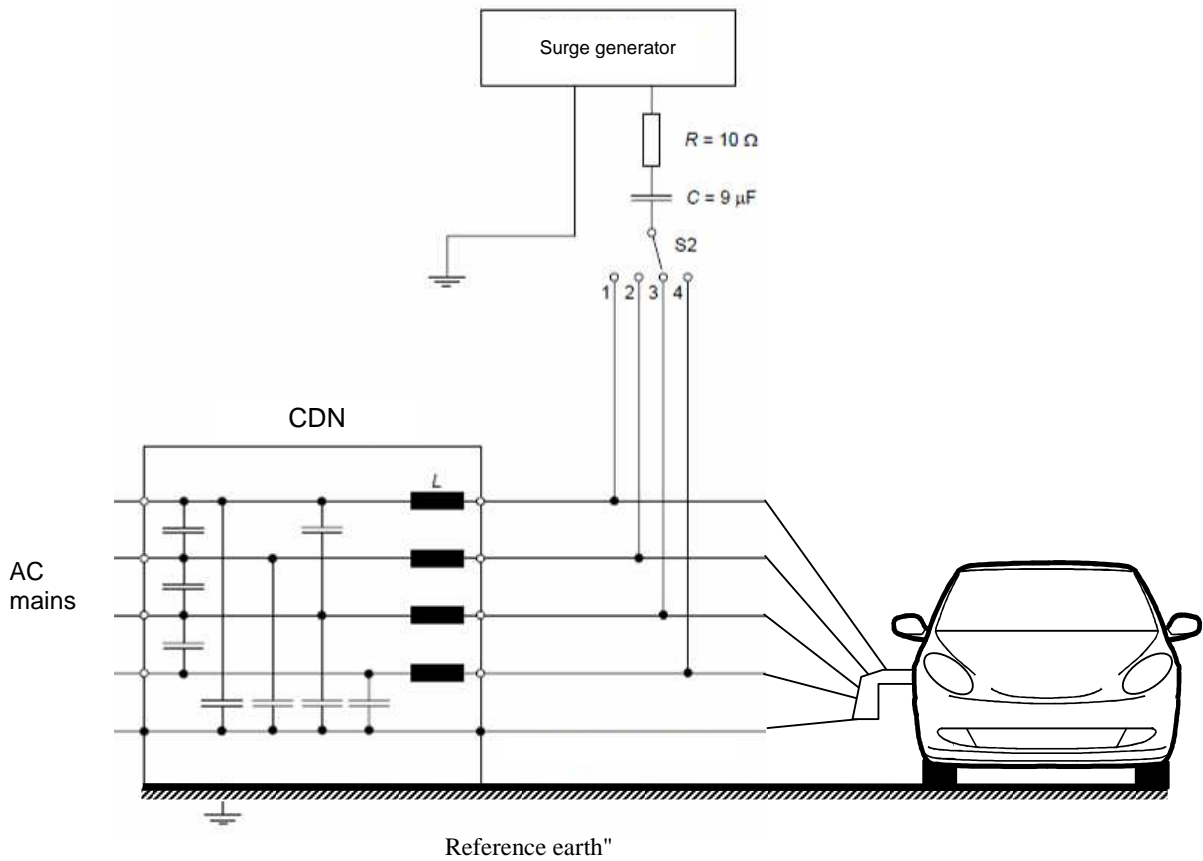 Surge generator
R = 10 Ω
C = 9 μF
S2
1 2 3 4
CDN
L
AC
mains
Reference earth"